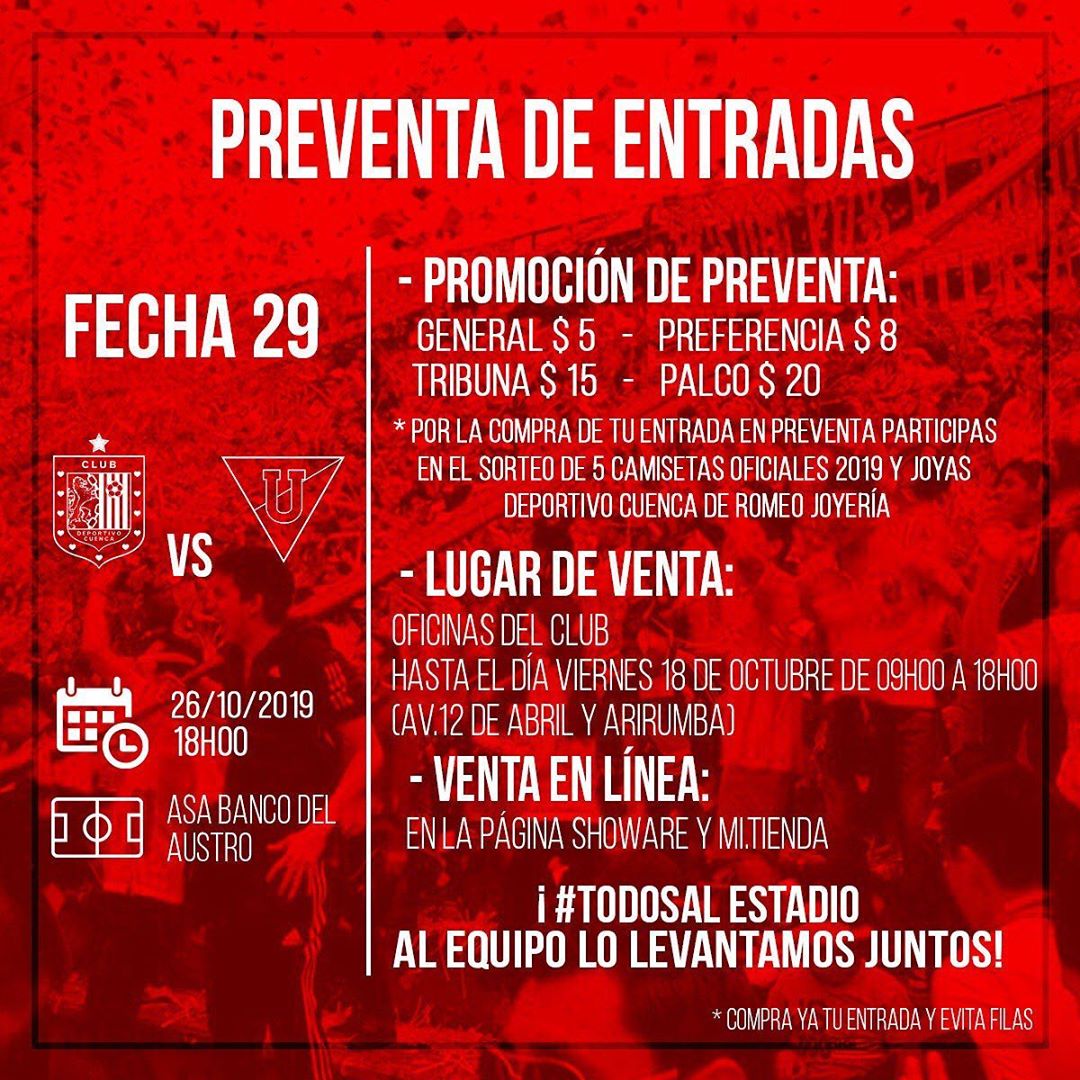 PREVENTA DE ENTRADAS
FECHA 29
CLUB
DEPORTIVO
CUENCA
VS
U
26/10/2019
18H00
ASA BANCO DEL
AUSTRO
- PROMOCIÓN DE PREVENTA:
GENERAL $ 5 - PREFERENCIA $ 8
TRIBUNA $ 15 - PALCO $ 20
* POR LA COMPRA DE TU ENTRADA EN PREVENTA PARTICIPAS
EN EL SORTEO DE 5 CAMISETAS OFICIALES 2019 Y JOYAS
DEPORTIVO CUENCA DE ROMEO JOYERÍA
- LUGAR DE VENTA:
OFICINAS DEL CLUB
HASTA EL DÍA VIERNES 18 DE OCTUBRE DE 09H00 A 18H00
(AV.12 DE ABRIL Y ARIRUMBA)
- VENTA EN LÍNEA:
EN LA PÁGINA SHOWARE Y MI.TIENDA
¡ #TODOSAL ESTADIO
AL EQUIPO LO LEVANTAMOS JUNTOS!
* COMPRA YA TU ENTRADA Y EVITA FILAS